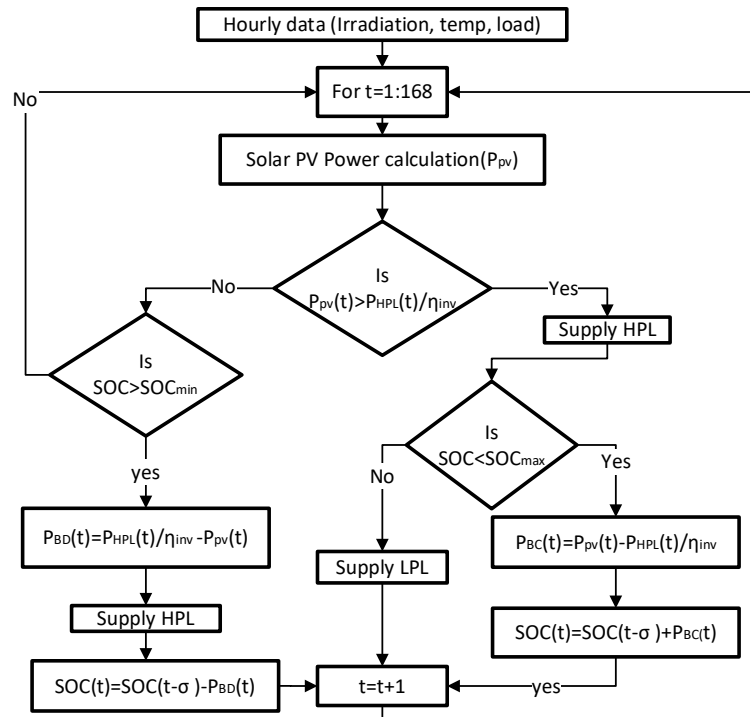 Hourly data (Irradiation, temp, load)
No
For t=1:168
Solar PV Power calculation(Ppv)
Is
Ppv(t)>PHPL(t)/ηinv
No
Yes
Supply HPL
Is
SOC>SOCmin
Is
SOC<SOCmax
yes
No
Yes
PBD(t)=PHPL(t)/ηinv -Ppv(t)
PBC(t)=Ppv(t)-PHPL(t)/ηinv
Supply LPL
Supply HPL
SOC(t)=SOC(t-σ )+PBC(t)
SOC(t)=SOC(t-σ )-PBD(t)
t=t+1
yes